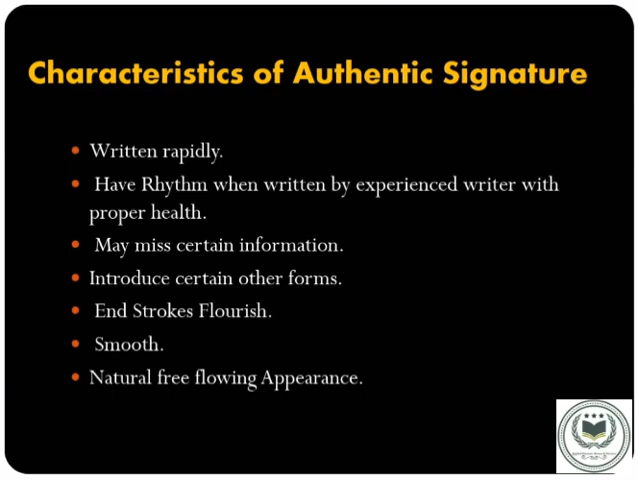 Characteristics of Authentic Signature
Written rapidly.
Have Rhythm when written by experienced writer with
proper health.
May miss certain information.
Introduce certain other forms.
End Strokes Flourish.
Smooth.
Natural free flowing Appearance.